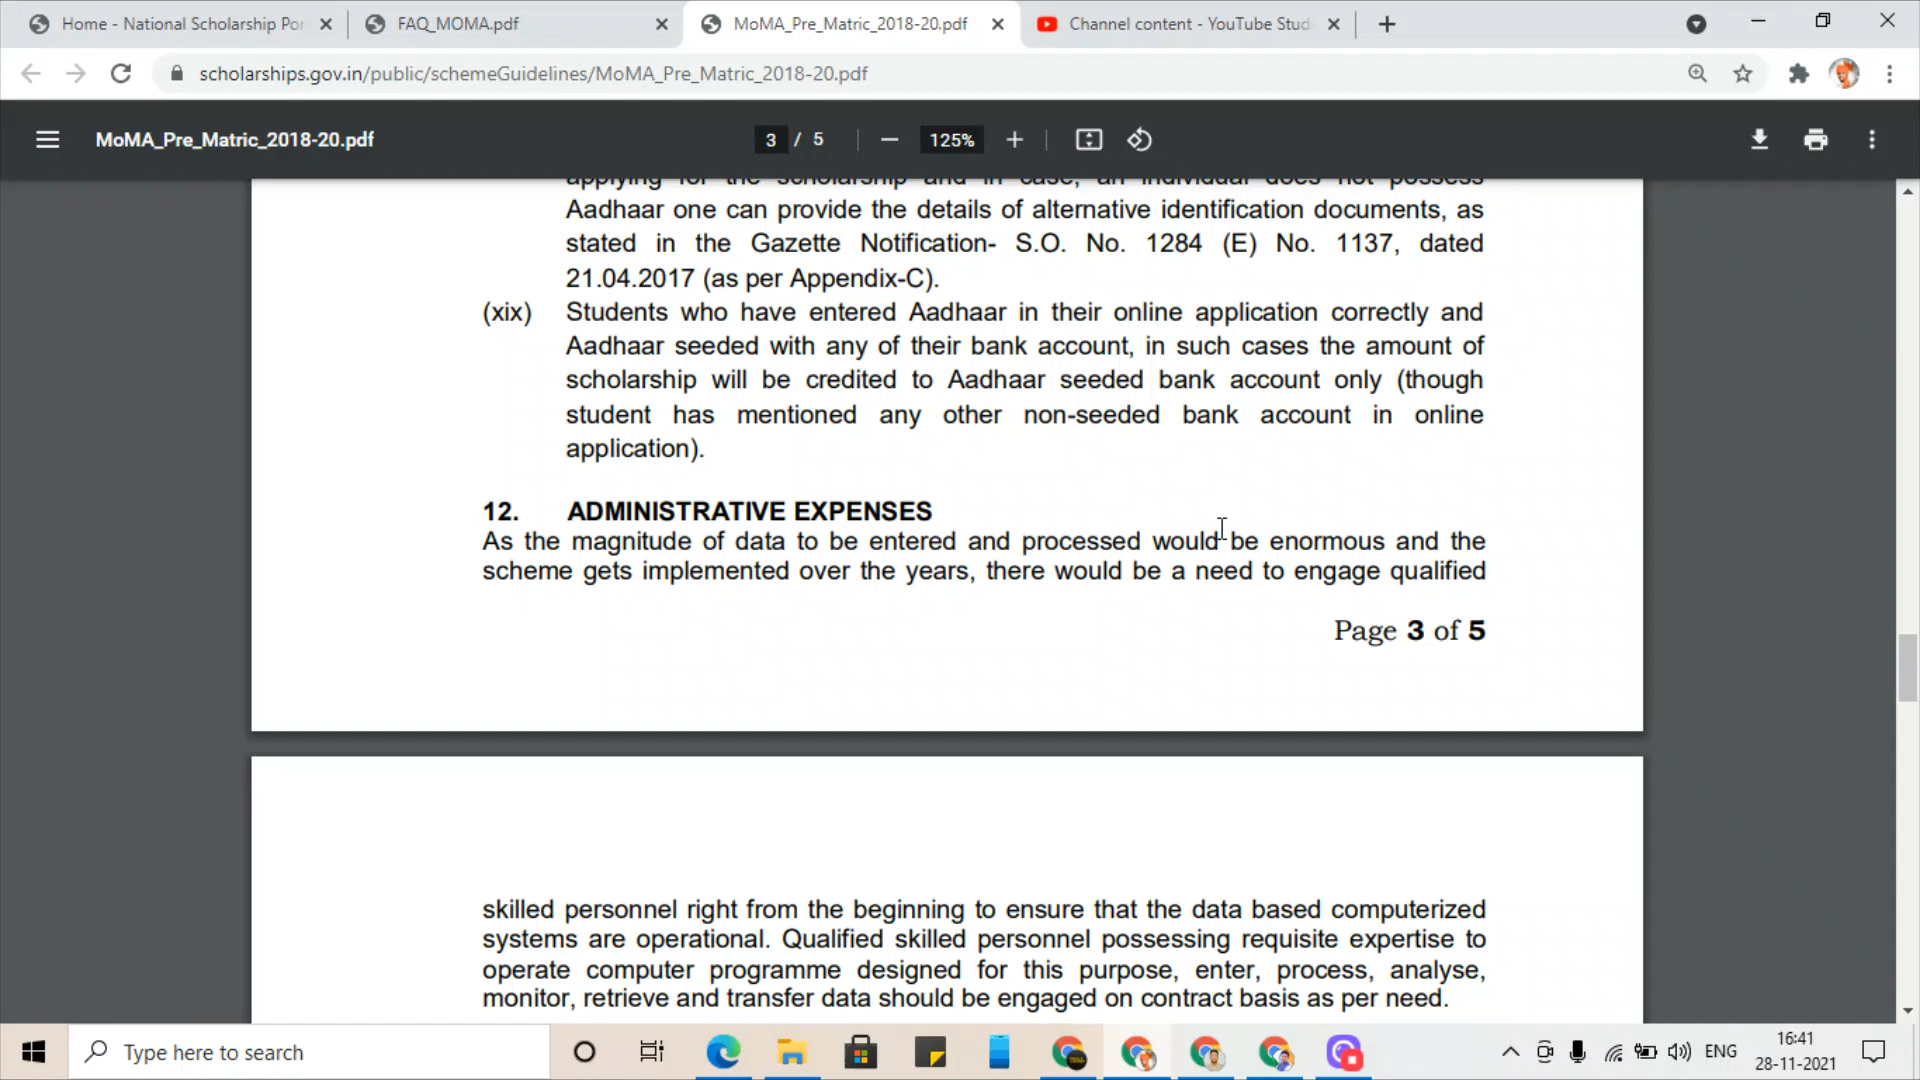 Home - National Scholarship Por
FAQ_MOMA.pdf
MoMA_Pre_Matric_2018-20.pdf
Channel content - YouTube Stud
scholarships.gov.in/public/schemeGuidelines/MoMA_Pre_Matric_2018-20.pdf
MoMA_Pre_Matric_2018-20.pdf
3 / 5
125%
applying for the scholarship and in case, an individual does not possess
Aadhaar one can provide the details of alternative identification documents, as
stated in the Gazette Notification- S.O. No. 1284 (E) No. 1137, dated
21.04.2017 (as per Appendix-C).
(xix) Students who have entered Aadhaar in their online application correctly and
Aadhaar seeded with any of their bank account, in such cases the amount of
scholarship will be credited to Aadhaar seeded bank account only (though
student has mentioned any other non-seeded bank account in online
application).
12. ADMINISTRATIVE EXPENSES
As the magnitude of data to be entered and processed would be enormous and the
scheme gets implemented over the years, there would be a need to engage qualified
Page 3 of 5
skilled personnel right from the beginning to ensure that the data based computerized
systems are operational. Qualified skilled personnel possessing requisite expertise to
operate computer programme designed for this purpose, enter, process, analyse,
monitor, retrieve and transfer data should be engaged on contract basis as per need.
Type here to search
ENG
16:41
28-11-2021